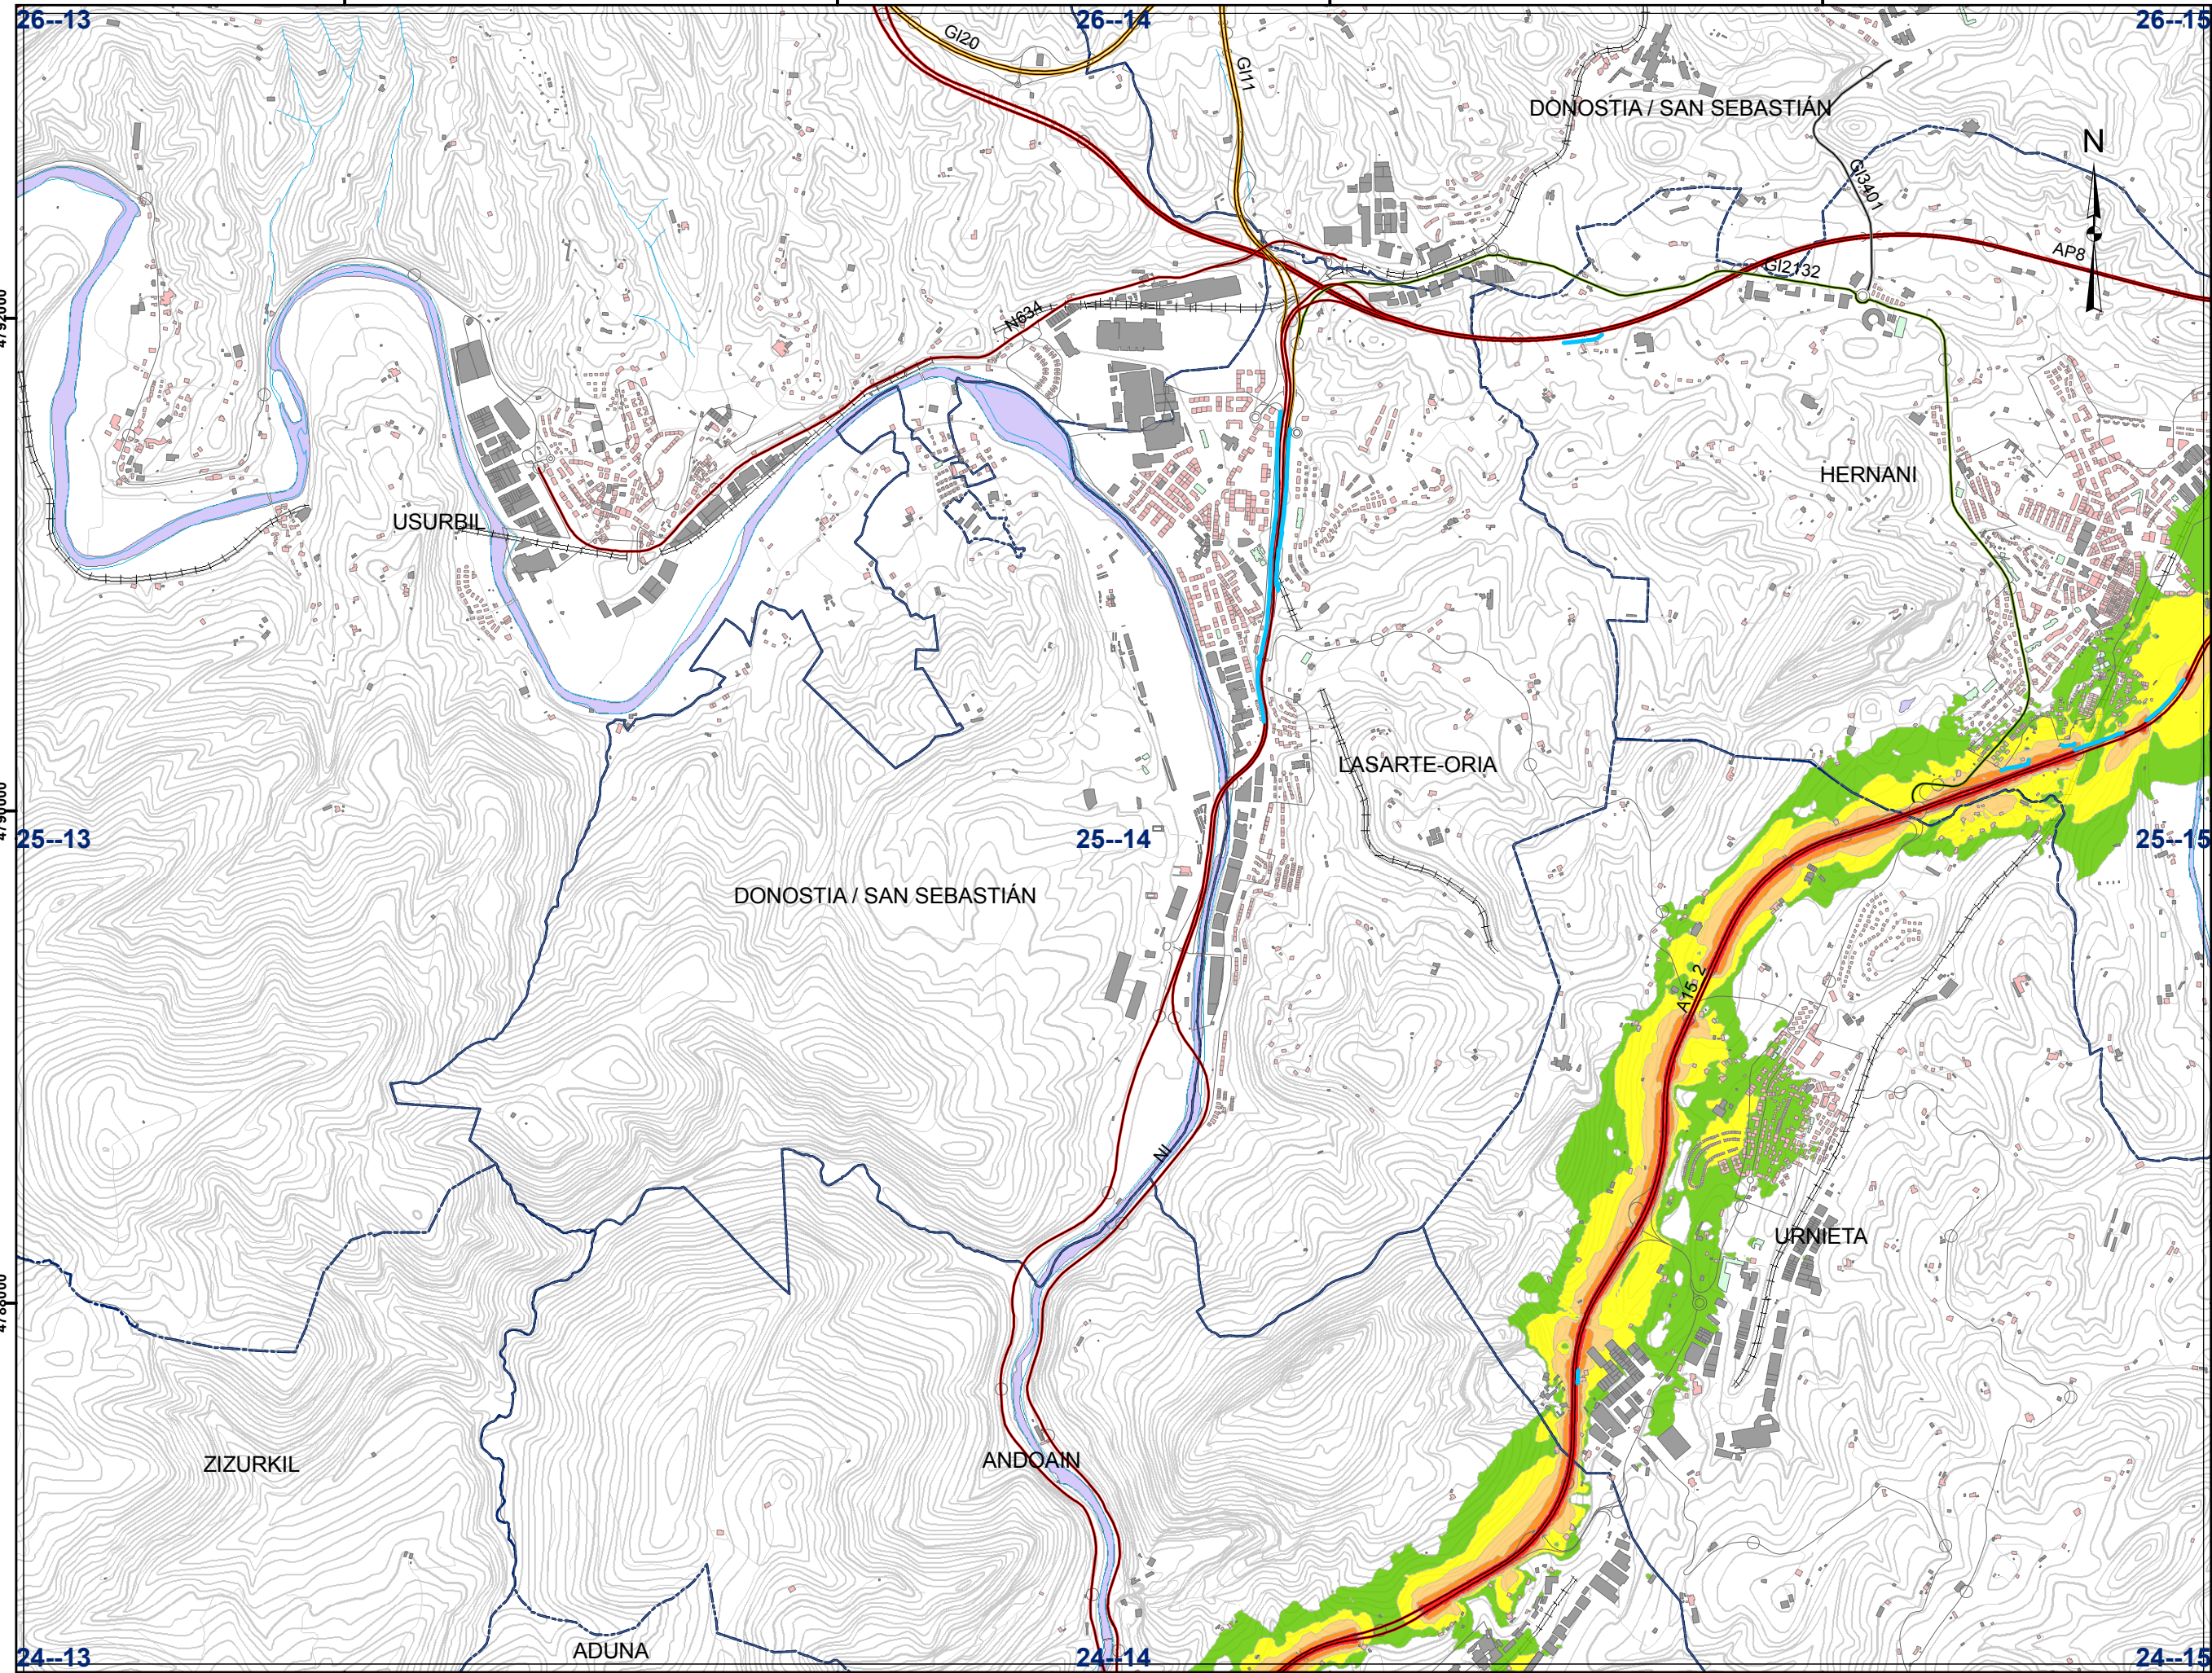 26--13
26--14
26--15
GI20
GI11
DONOSTIA / SAN SEBASTIÁN
N
GI3401
AP8
GI2132
N634
HERNANI
USURBIL
LASARTE-ORIA
25--13
25--14
25--15
DONOSTIA / SAN SEBASTIÁN
A15_2
NI
URNIETA
ZIZURKIL
ANDOAIN
ADUNA
24--13
24--14
24--15